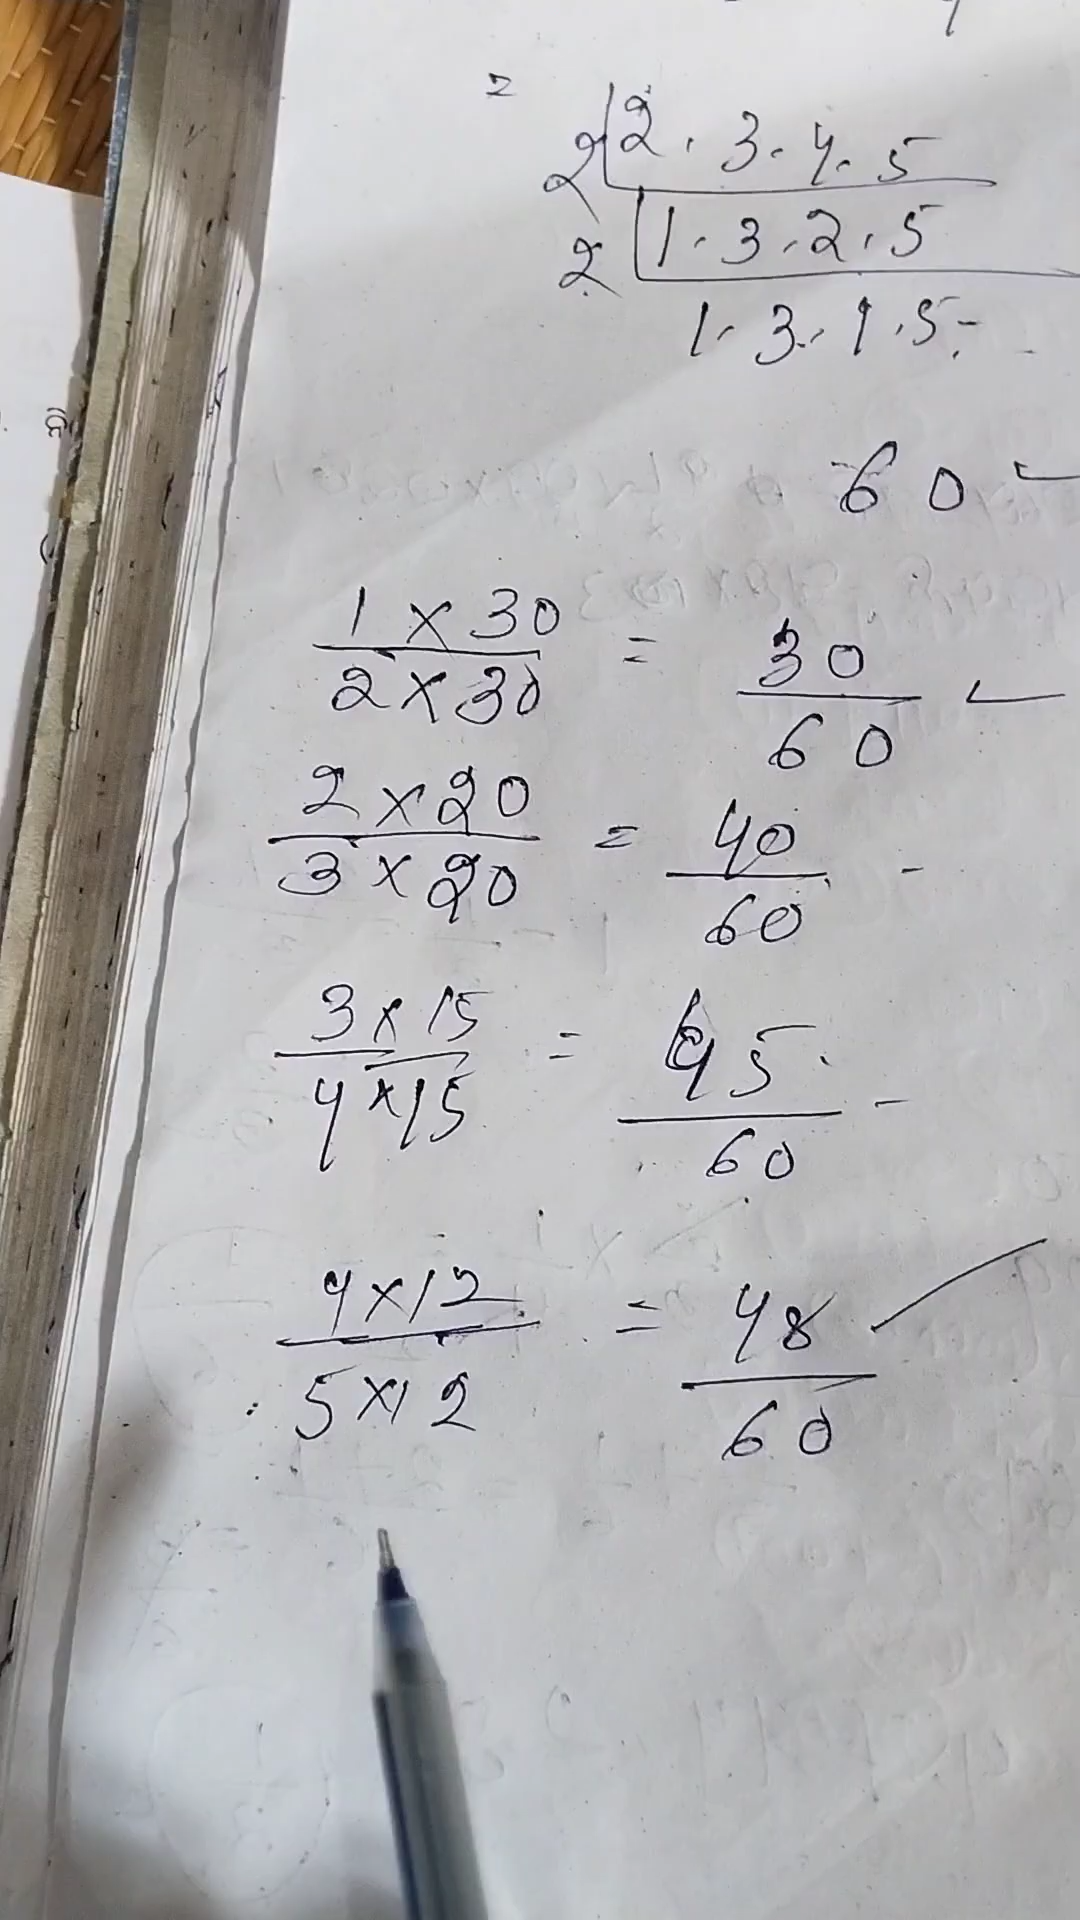 =
2 | 2 . 3 . 4 . 5
2 | 1 . 3 . 2 . 5
1 . 3 . 1 . 5
60
1 × 30 / 2 × 30 = 30 / 60
2 × 20 / 3 × 20 = 40 / 60
3 × 15 / 4 × 15 = 45 / 60
4 × 12 / 5 × 12 = 48 / 60